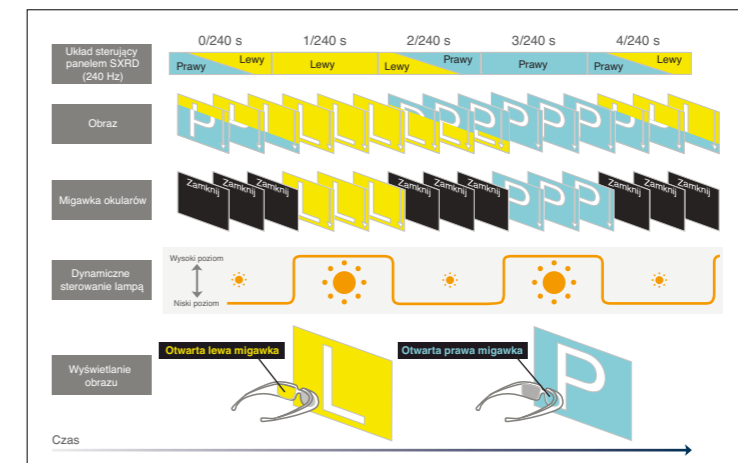 0/240 s 1/240 s 2/240 s 3/240 s 4/240 s
Układ sterujący
panelem SXRD
(240 Hz)
Prawy Lewy Lewy Lewy Prawy Prawy Prawy Lewy
Obraz
P L L L L L P P P P P L L
Migawka okularów
Zamknij Zamknij Zamknij L L L Zamknij Zamknij Zamknij P P P Zamknij Zamknij Zamknij
Dynamiczne
sterowanie lampą
Wysoki poziom
Niski poziom
Wyświetlanie
obrazu
Otwarta lewa migawka
L
Otwarta prawa migawka
P
Czas